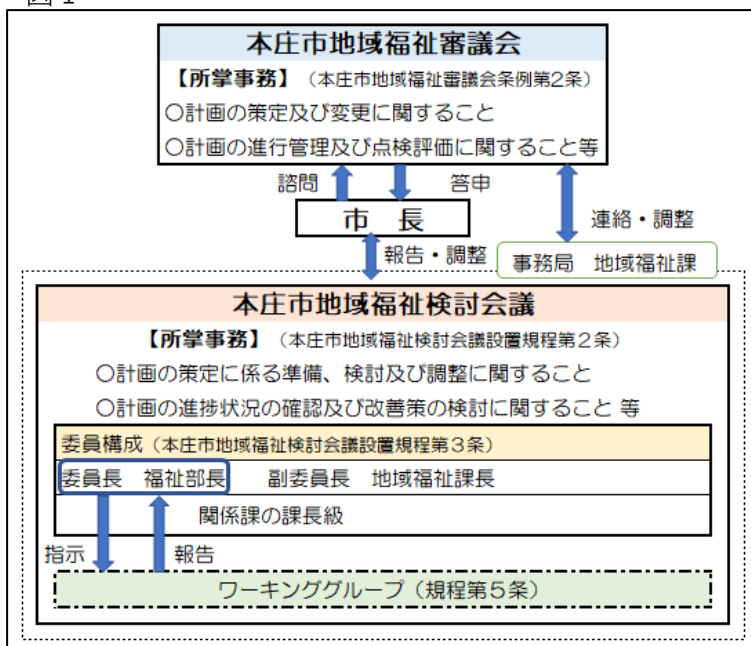 図1
本庄市地域福祉審議会
【所掌事務】（本庄市地域福祉審議会条例第2条）
〇計画の策定及び変更に関すること
〇計画の進行管理及び点検評価に関すること等
諮問 答申
市 長
連絡・調整
報告・調整
事務局 地域福祉課
本庄市地域福祉検討会議
【所掌事務】（本庄市地域福祉検討会議設置規程第２条）
〇計画の策定に係る準備、検討及び調整に関すること
〇計画の進捗状況の確認及び改善策の検討に関すること 等
委員構成（本庄市地域福祉検討会議設置規程第３条）
委員長 福祉部長 副委員長 地域福祉課長
関係課の課長級
指示 報告
ワーキンググループ（規程第５条）